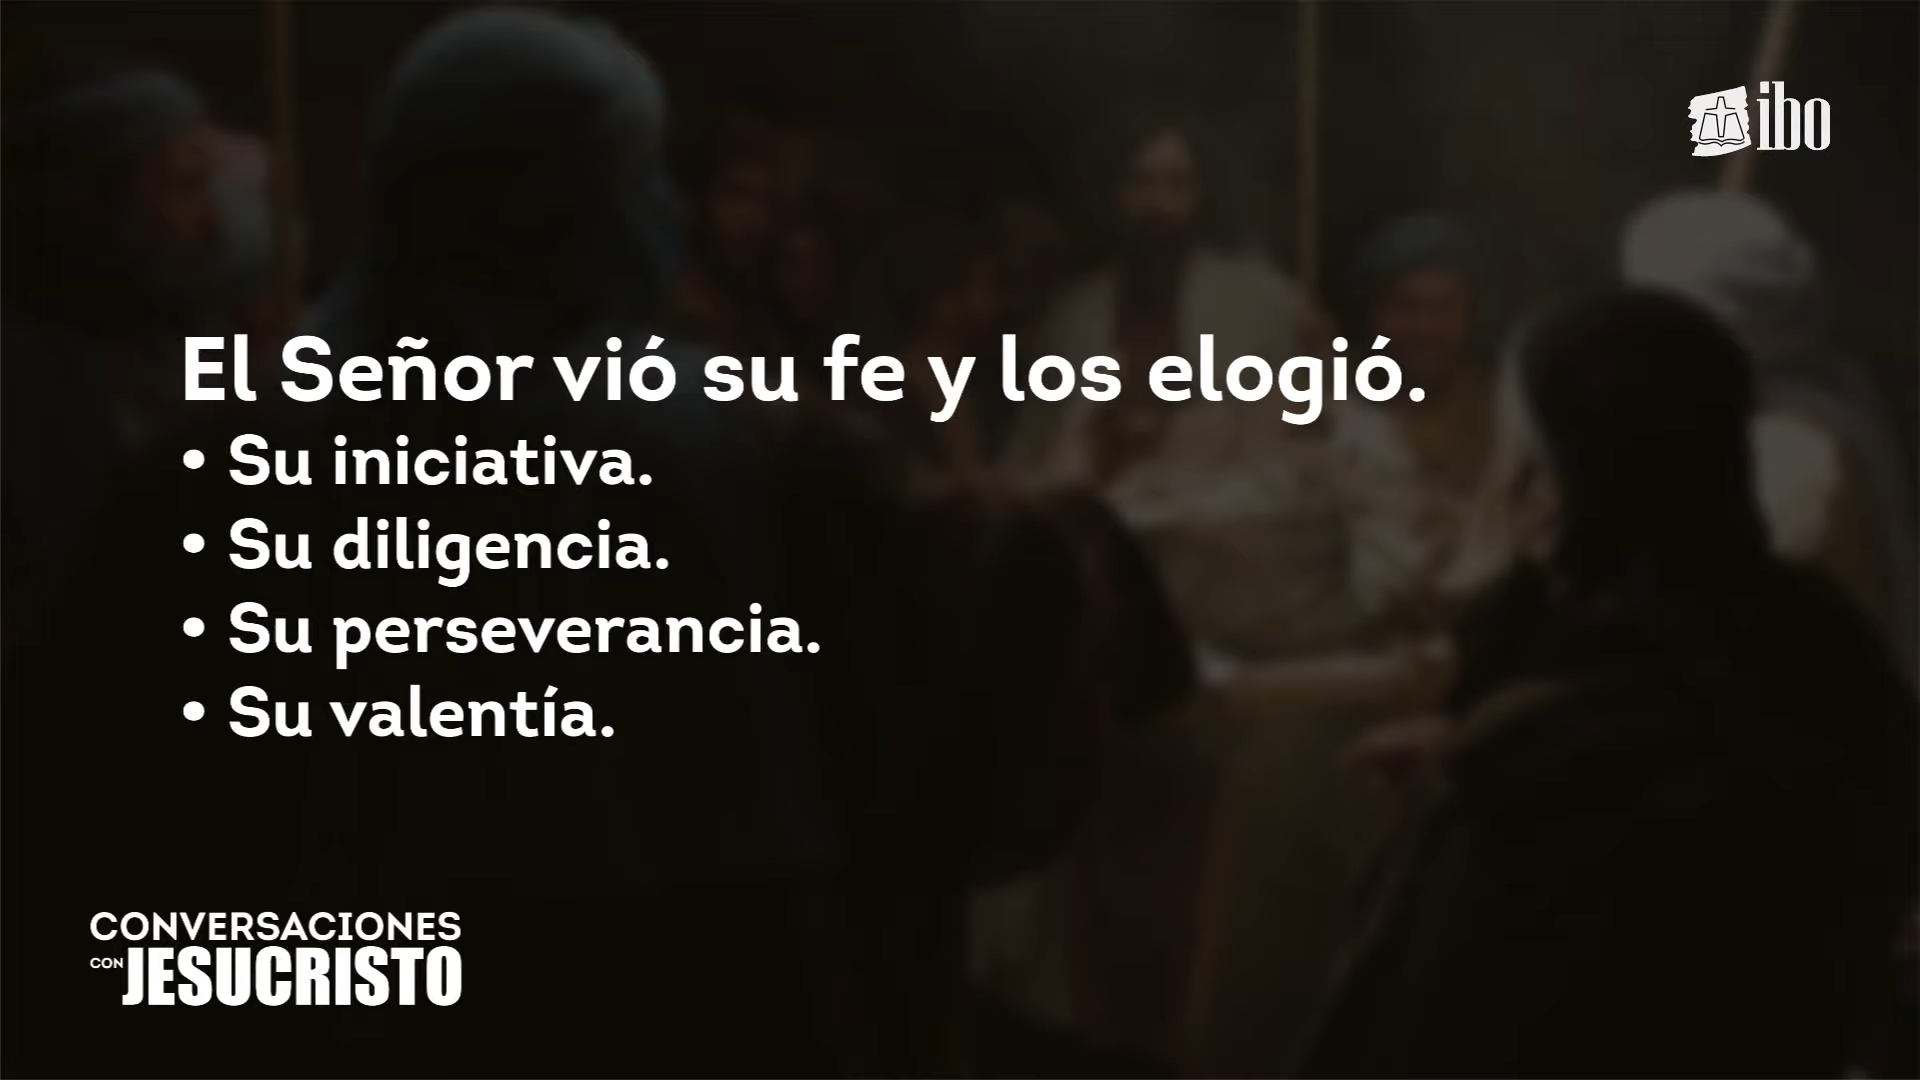 ibo
El Señor vió su fe y los elogió.
• Su iniciativa.
• Su diligencia.
• Su perseverancia.
• Su valentía.
CONVERSACIONES
CON JESUCRISTO